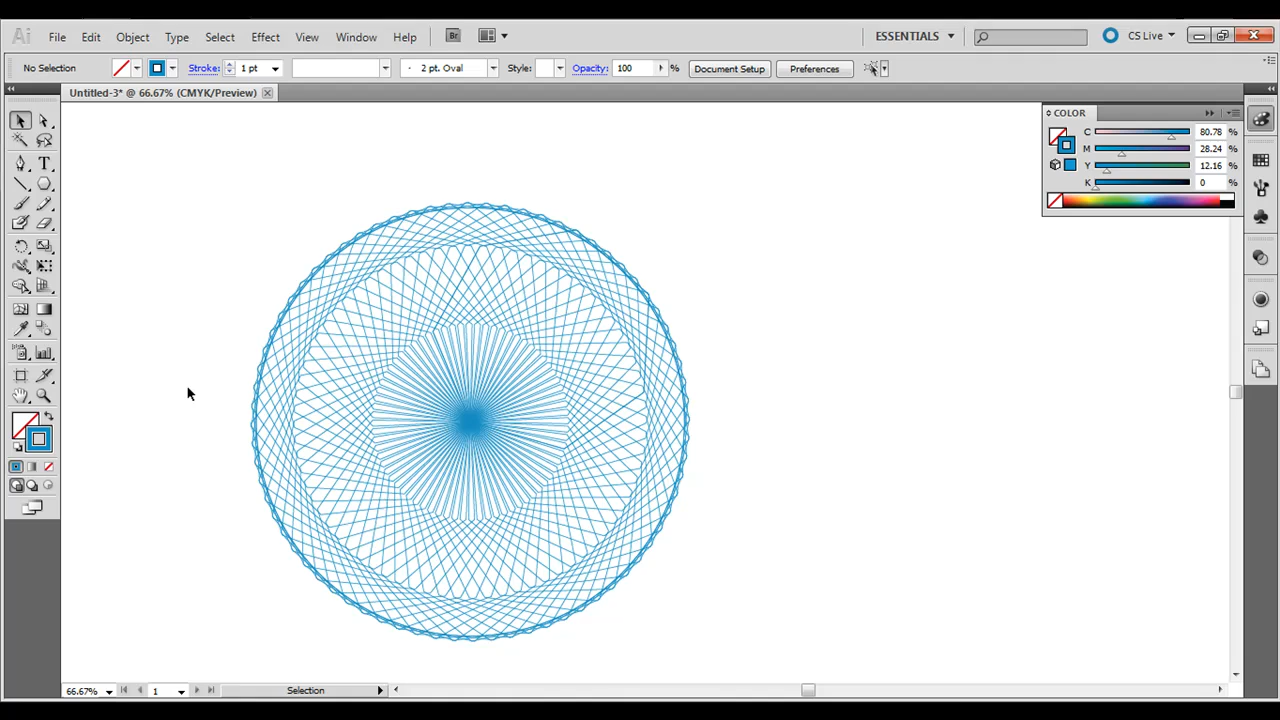 Ai File Edit Object Type Select Effect View Window Help Br ESSENTIALS CS Live
No Selection Stroke: 1 pt 2 pt. Oval Style: Opacity: 100 % Document Setup Preferences
Untitled-3* @ 66.67% (CMYK/Preview)
COLOR
C 80.78 %
M 28.24 %
Y 12.16 %
K 0 %
T
66.67% 1 Selection